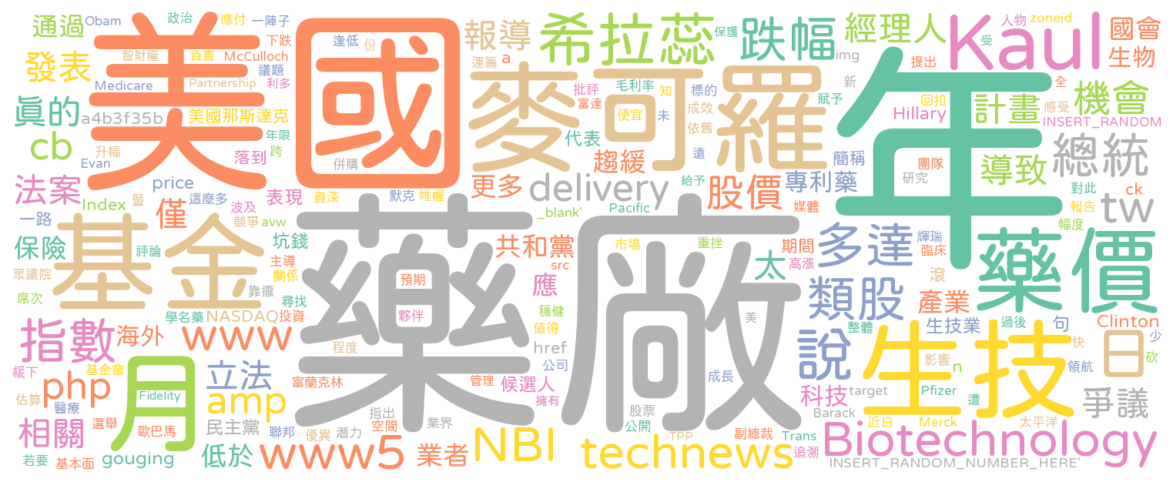 通過
Obam
政治
應付
一陣子
逢低
份
報導
a
希拉蕊
保護
跌幅
img
經理人
Kaul
人物
zoneid
受
國會
發表
智財權
負責
下跌
McCulloch
議題
利多
Partnership
美
國
運籌
麥可羅
毛利率
知
批評
富達
便宜
未
標的
成效
依舊
遠
新
賦予
年
提出
回扣
Hillary
全
生物
計畫
感受
機會
INSERT_RANDOM
真的
Medicare
a4b3f35b
美國那斯達克
年限
跨
併購
代表
趨緩
簡稱
團隊
研究
導致
總統
對此
ck
報告
幅度
tw
cb
升幅
Evan
落到
法案
price
僅
這麼多
表現
資深
默克
帷幄
更多
delivery
給予
股價
專利藥
媒體
一路
Index
暨
波及
競爭
avw
_blank'
Pacific
保險
評論
主導
關係
坑錢
共和黨
src
市場
重挫
期間
高漲
多達
輝瑞
臨床
滾
藥價
眾議院
席次
基金
靠攏
尋找
藥廠
預期
夥伴
應
穩健
值得
太
類股
整體
產業
生技業
過後
句
Clinton
快
少
砍
指數
海外
學名藥
NASDAQ
投資
www
程度
href
公司
美
成長
說
生技
影響
n
領航
日
緩下
基金會
估算
php
月
立法
富蘭克林
管理
候選人
擁有
科技
target
Pfizer
遭
爭議
醫療
Fidelity
amp
指出
空間
業界
股票
公開
Barack
近日
Merck
太平洋
相關
選舉
歐巴馬
民主黨
聯邦
優異
潛力
TPP
副總裁
Trans
追溯
Biotechnology
若要
基本面
gouging
低於
www5
業者
NBI
technews
INSERT_RANDOM_NUMBER_HERE'